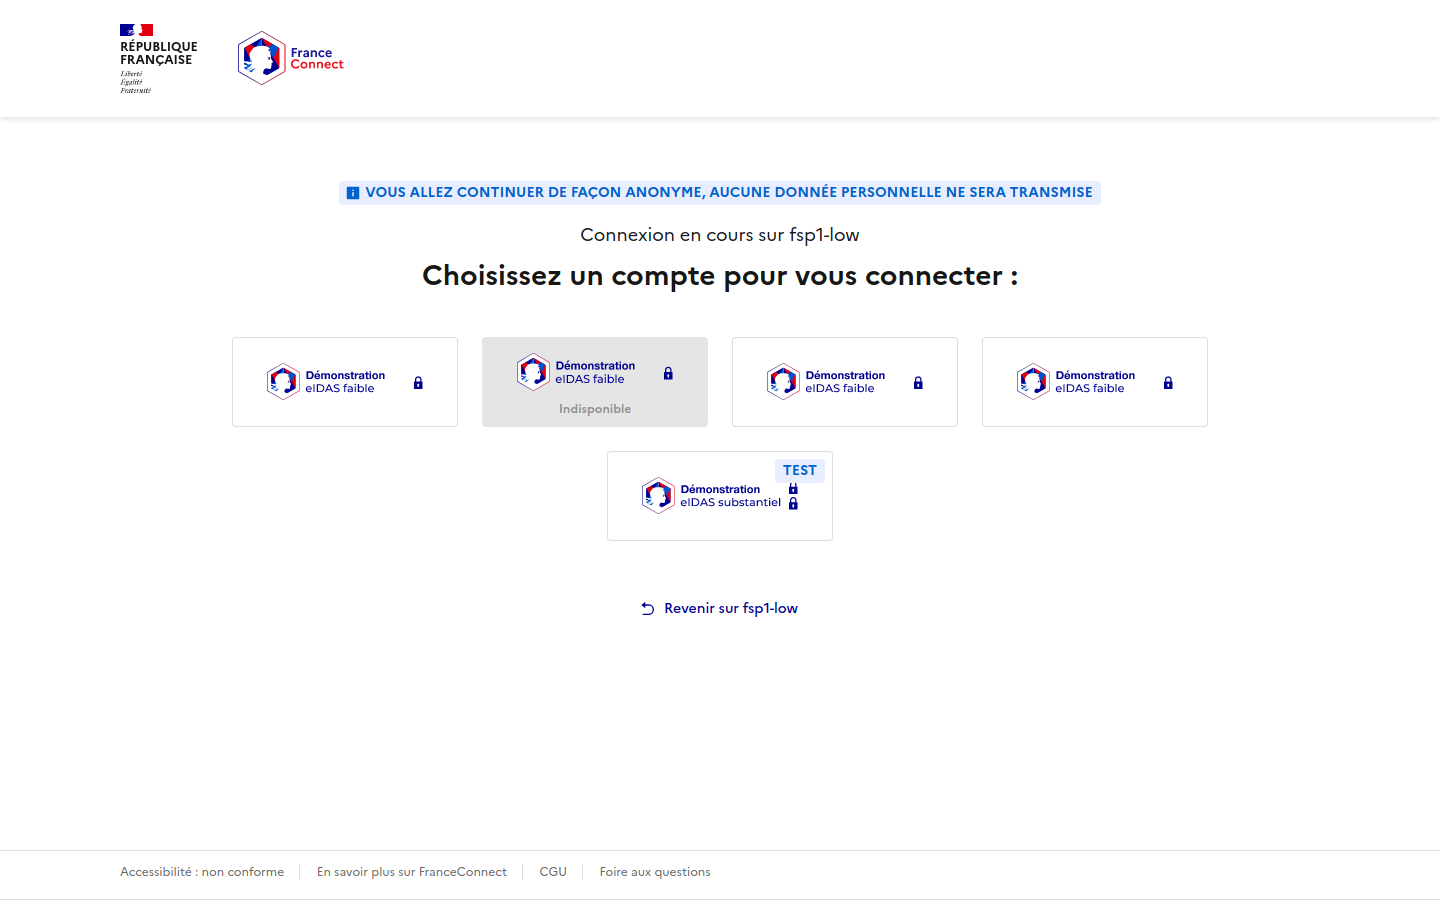 RÉPUBLIQUE
FRANÇAISE
Liberté
Égalité
Fraternité
France
Connect
VOUS ALLEZ CONTINUER DE FAÇON ANONYME, AUCUNE DONNÉE PERSONNELLE NE SERA TRANSMISE
Connexion en cours sur fsp1-low
Choisissez un compte pour vous connecter :
Démonstration
eIDAS faible
Démonstration
eIDAS faible
Indisponible
Démonstration
eIDAS faible
Démonstration
eIDAS faible
TEST
Démonstration
eIDAS substantiel
Revenir sur fsp1-low
Accessibilité : non conforme
En savoir plus sur FranceConnect
CGU
Foire aux questions